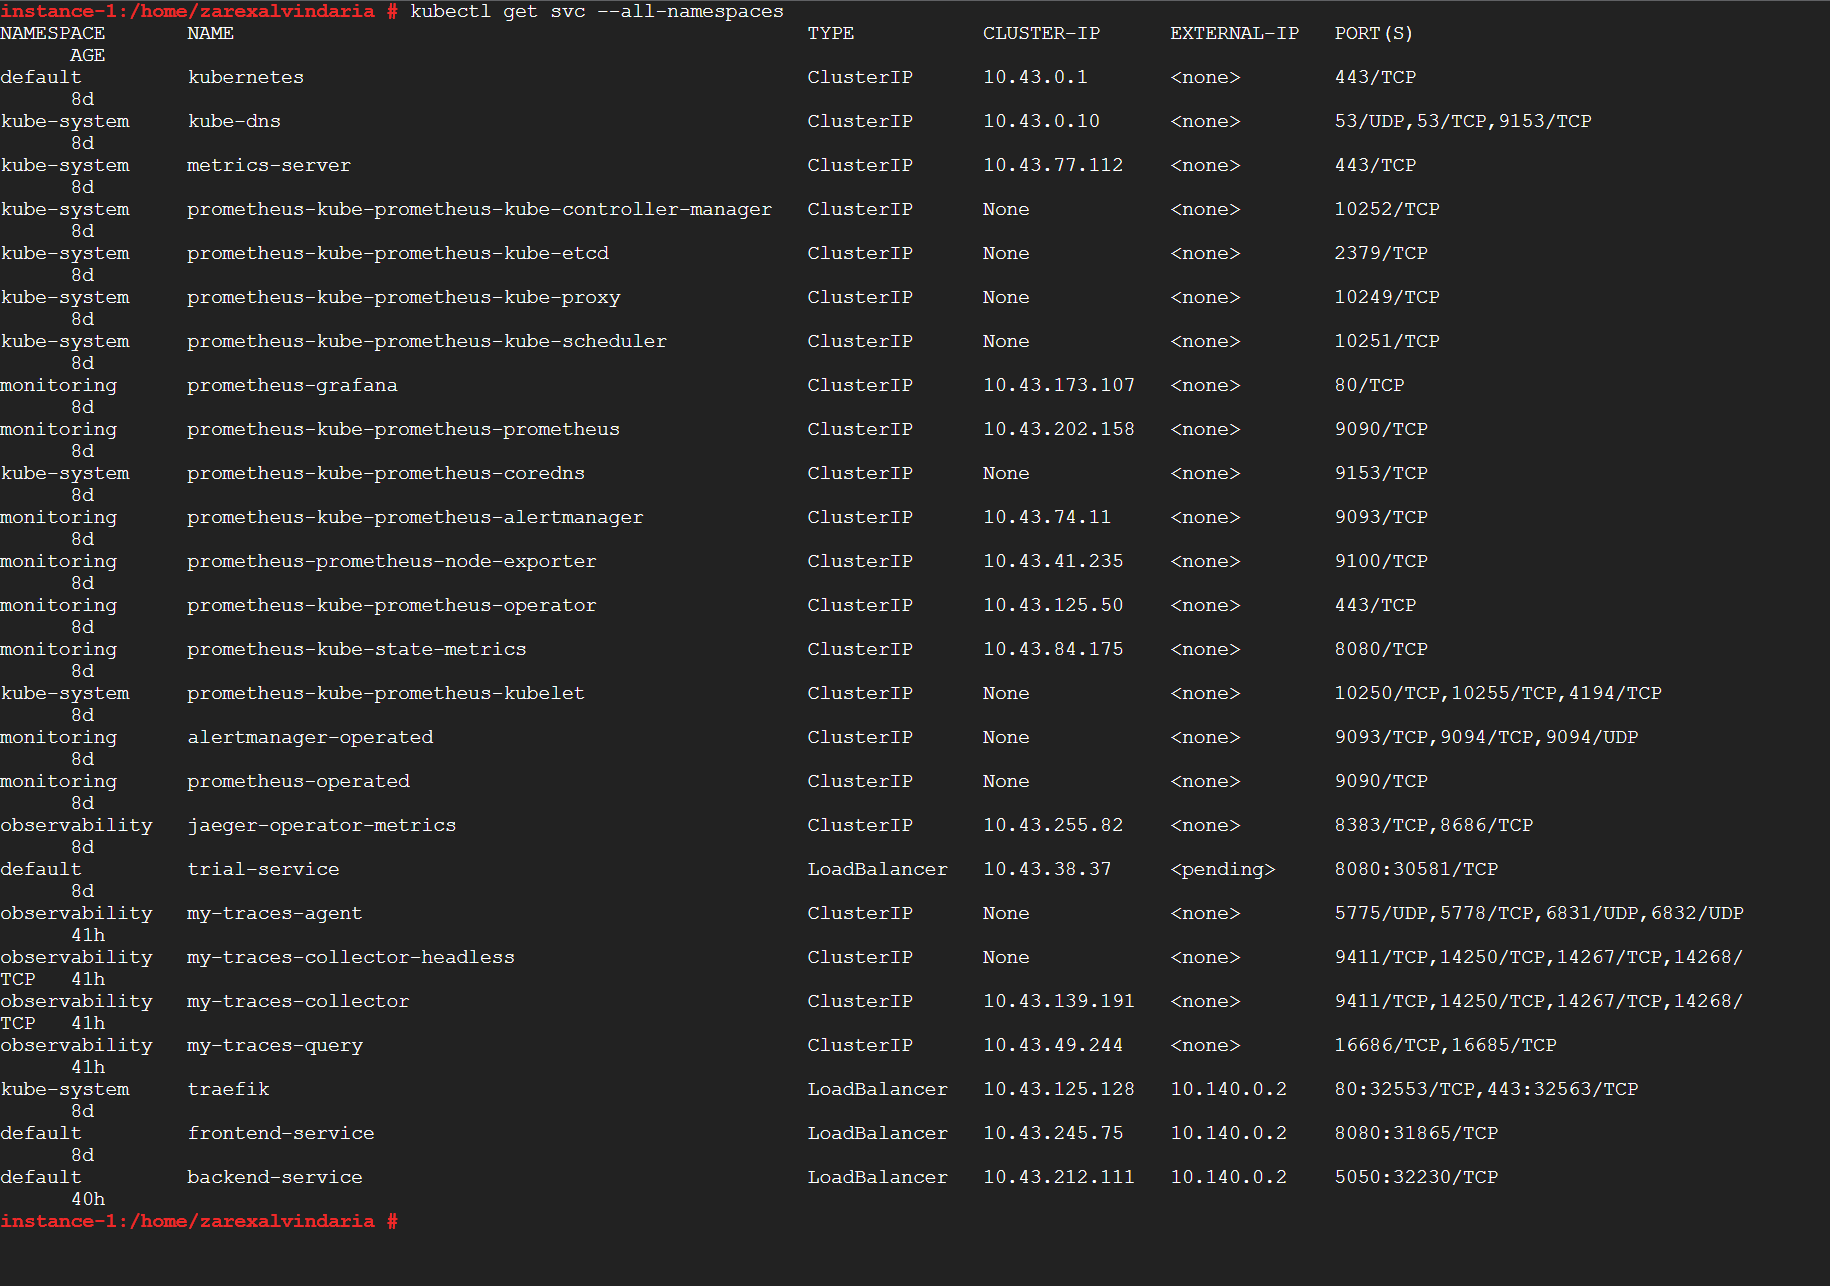 instance-1:/home/zarexalvindaria # kubectl get svc --all-namespaces
NAMESPACE NAME TYPE CLUSTER-IP EXTERNAL-IP PORT(S)
AGE
default kubernetes ClusterIP 10.43.0.1 <none> 443/TCP
8d
kube-system kube-dns ClusterIP 10.43.0.10 <none> 53/UDP,53/TCP,9153/TCP
8d
kube-system metrics-server ClusterIP 10.43.77.112 <none> 443/TCP
8d
kube-system prometheus-kube-prometheus-kube-controller-manager ClusterIP None <none> 10252/TCP
8d
kube-system prometheus-kube-prometheus-kube-etcd ClusterIP None <none> 2379/TCP
8d
kube-system prometheus-kube-prometheus-kube-proxy ClusterIP None <none> 10249/TCP
8d
kube-system prometheus-kube-prometheus-kube-scheduler ClusterIP None <none> 10251/TCP
8d
monitoring prometheus-grafana ClusterIP 10.43.173.107 <none> 80/TCP
8d
monitoring prometheus-kube-prometheus-prometheus ClusterIP 10.43.202.158 <none> 9090/TCP
8d
kube-system prometheus-kube-prometheus-coredns ClusterIP None <none> 9153/TCP
8d
monitoring prometheus-kube-prometheus-alertmanager ClusterIP 10.43.74.11 <none> 9093/TCP
8d
monitoring prometheus-prometheus-node-exporter ClusterIP 10.43.41.235 <none> 9100/TCP
8d
monitoring prometheus-kube-prometheus-operator ClusterIP 10.43.125.50 <none> 443/TCP
8d
monitoring prometheus-kube-state-metrics ClusterIP 10.43.84.175 <none> 8080/TCP
8d
kube-system prometheus-kube-prometheus-kubelet ClusterIP None <none> 10250/TCP,10255/TCP,4194/TCP
8d
monitoring alertmanager-operated ClusterIP None <none> 9093/TCP,9094/TCP,9094/UDP
8d
monitoring prometheus-operated ClusterIP None <none> 9090/TCP
8d
observability jaeger-operator-metrics ClusterIP 10.43.255.82 <none> 8383/TCP,8686/TCP
8d
default trial-service LoadBalancer 10.43.38.37 <pending> 8080:30581/TCP
8d
observability my-traces-agent ClusterIP None <none> 5775/UDP,5778/TCP,6831/UDP,6832/UDP
41h
observability my-traces-collector-headless ClusterIP None <none> 9411/TCP,14250/TCP,14267/TCP,14268/
TCP 41h
observability my-traces-collector ClusterIP 10.43.139.191 <none> 9411/TCP,14250/TCP,14267/TCP,14268/
TCP 41h
observability my-traces-query ClusterIP 10.43.49.244 <none> 16686/TCP,16685/TCP
41h
kube-system traefik LoadBalancer 10.43.125.128 10.140.0.2 80:32553/TCP,443:32563/TCP
8d
default frontend-service LoadBalancer 10.43.245.75 10.140.0.2 8080:31865/TCP
8d
default backend-service LoadBalancer 10.43.212.111 10.140.0.2 5050:32230/TCP
40h
instance-1:/home/zarexalvindaria #